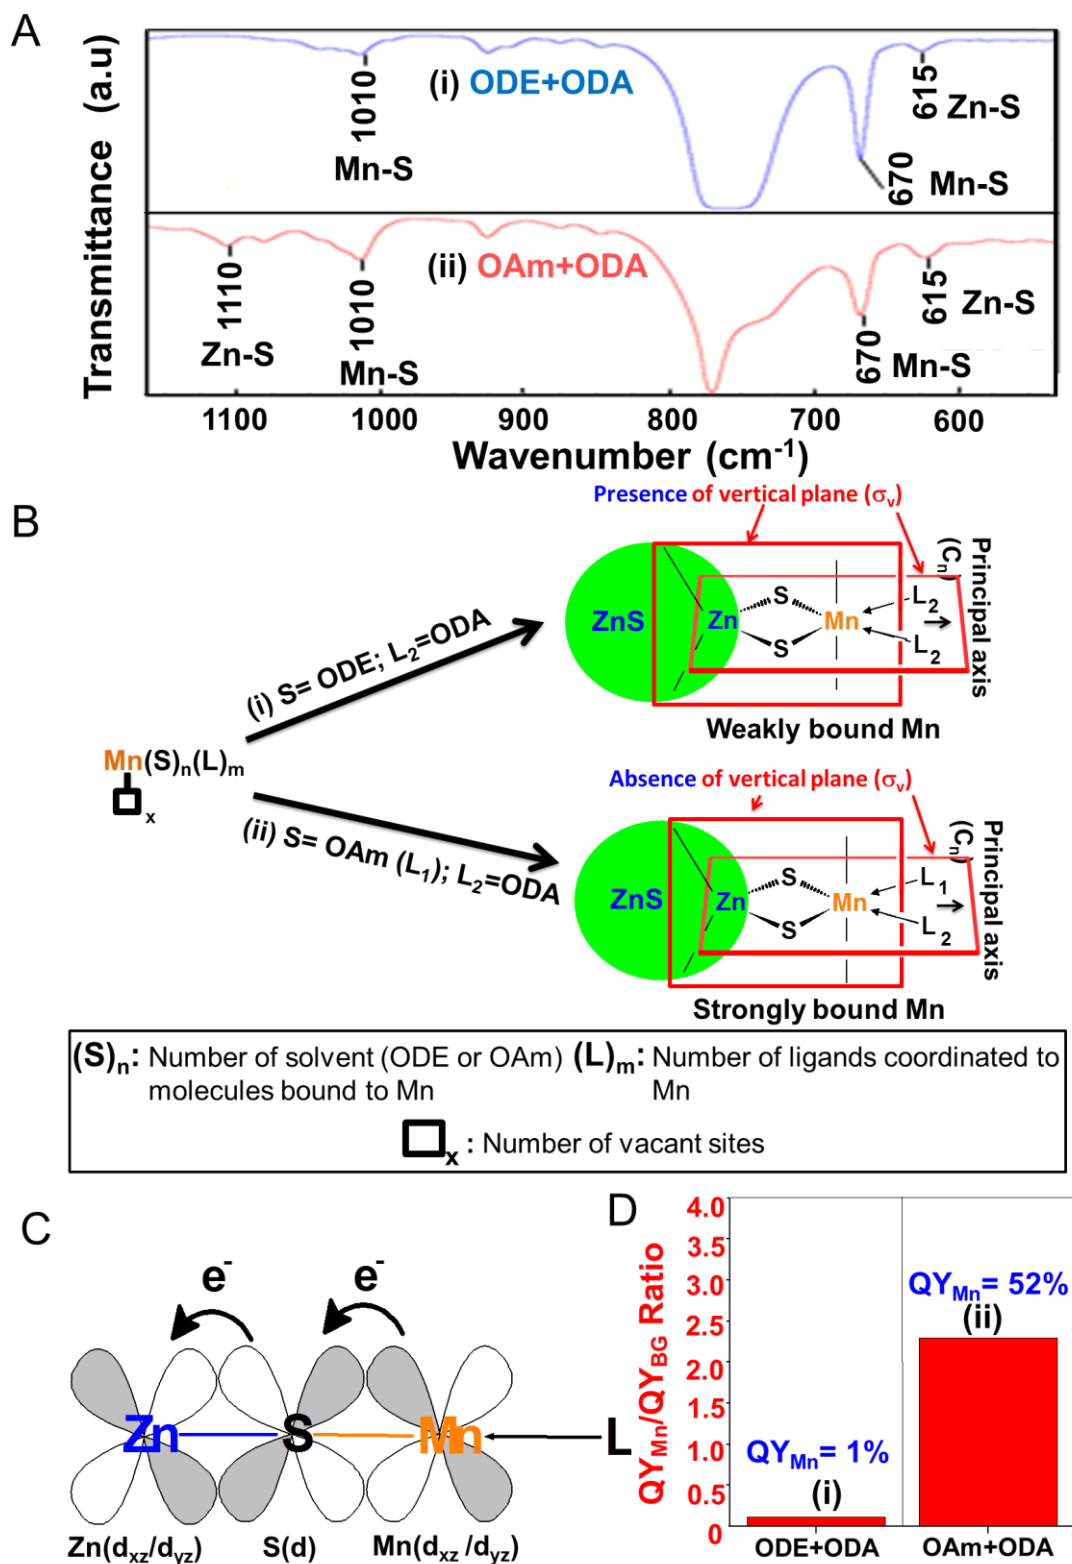 A
Transmittance (a.u)
(i) ODE+ODA
1010
Mn-S
615
Zn-S
670
Mn-S
(ii) OAm+ODA
1110
Zn-S
1010
Mn-S
670
Mn-S
615
Zn-S
1100 1000 900 800 700 600
Wavenumber (cm-1)
B
Presence of vertical plane (σv)
ZnS
Zn
S
S
Mn
L2
L2
Principal axis
(Cn)
Weakly bound Mn
(i) S= ODE; L2=ODA
Mn(S)n(L)m
x
(ii) S= OAm (L1); L2=ODA
Absence of vertical plane (σv)
ZnS
Zn
S
S
Mn
L1
L2
Principal axis
(Cn)
Strongly bound Mn
(S)n: Number of solvent (ODE or OAm)
molecules bound to Mn
(L)m: Number of ligands coordinated to
Mn
x : Number of vacant sites
C
e-
e-
Zn
S
Mn
L
Zn(dxz/dyz)
S(d)
Mn(dxz /dyz)
D
QYMn/QYBG Ratio
4.0
3.5
3.0
2.5
2.0
1.5
1.0
0.5
0
QYMn= 1%
(i)
QYMn= 52%
(ii)
ODE+ODA
OAm+ODA